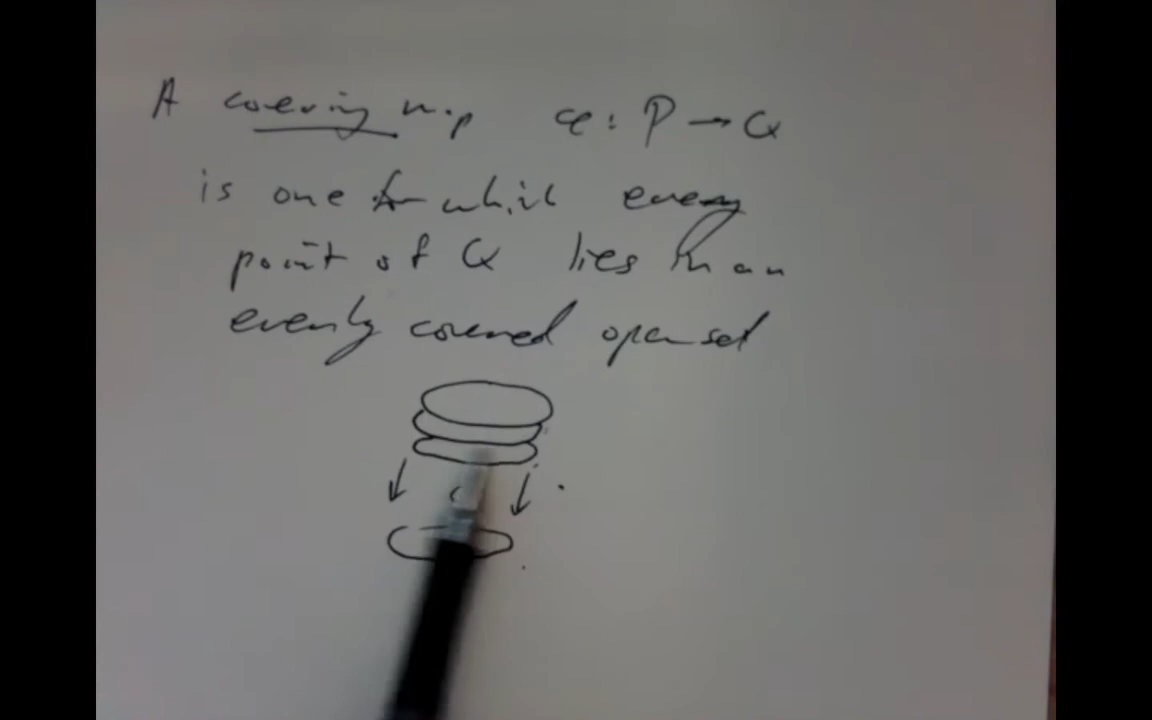 A covering map φ: P → Q
is one for which every
point of Q lies in an
evenly covered open set